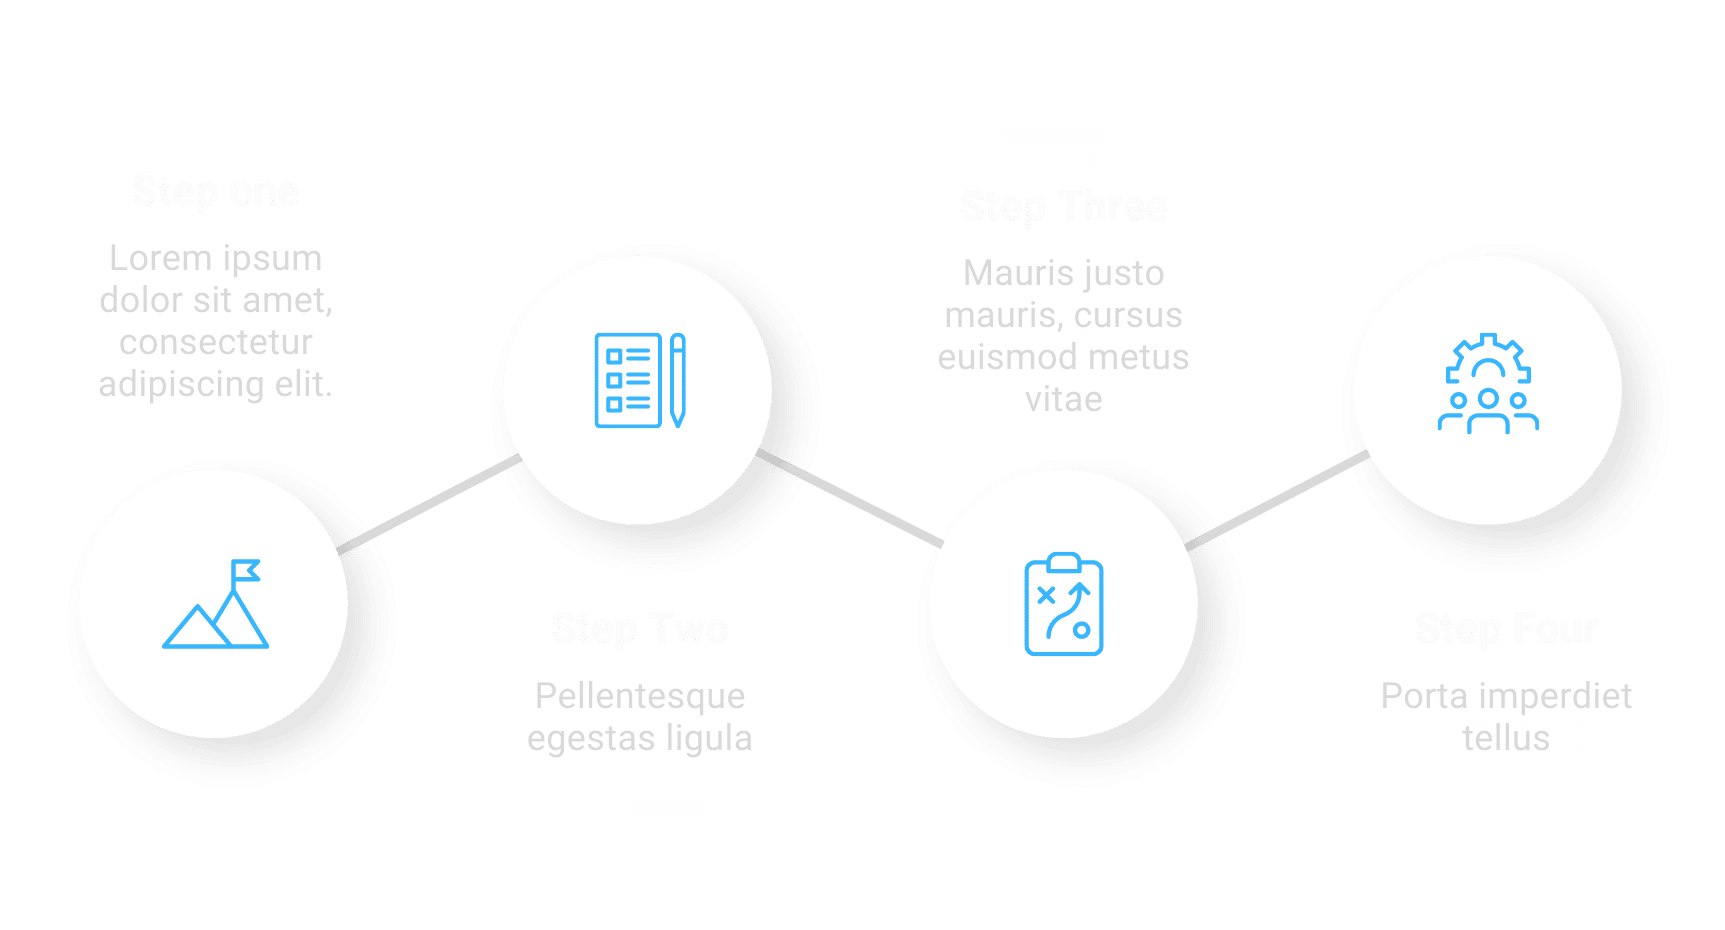 Step one
Lorem ipsum
dolor sit amet,
consectetur
adipiscing elit.
Step Two
Pellentesque
egestas ligula
Step Three
Mauris justo
mauris, cursus
euismod metus
vitae
Step Four
Porta imperdiet
tellus